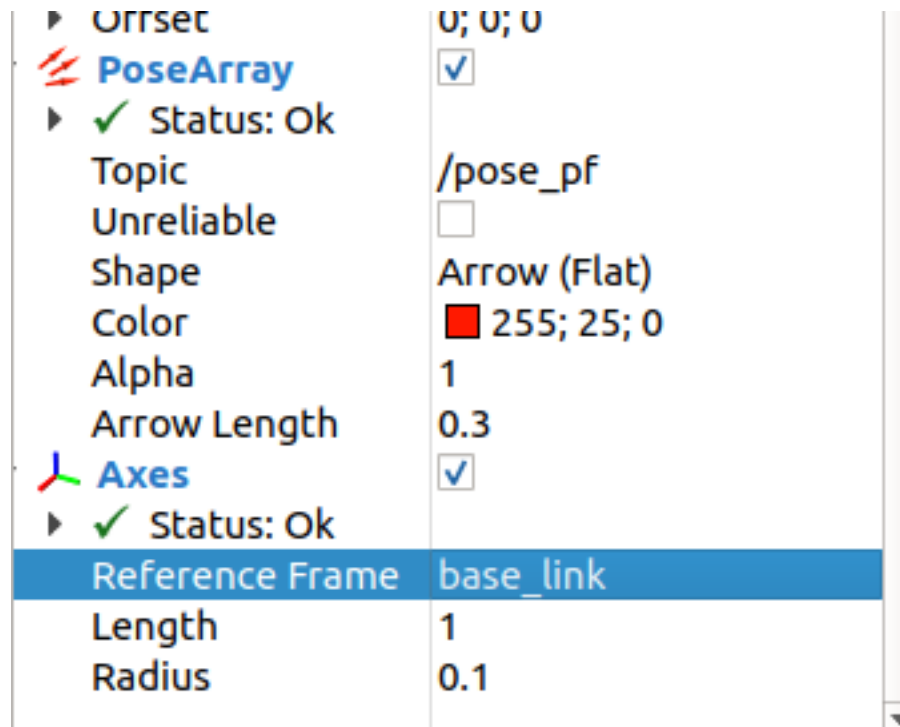 Offset 0; 0; 0
PoseArray
Status: Ok
Topic /pose_pf
Unreliable
Shape Arrow (Flat)
Color 255; 25; 0
Alpha 1
Arrow Length 0.3
Axes
Status: Ok
Reference Frame base_link
Length 1
Radius 0.1